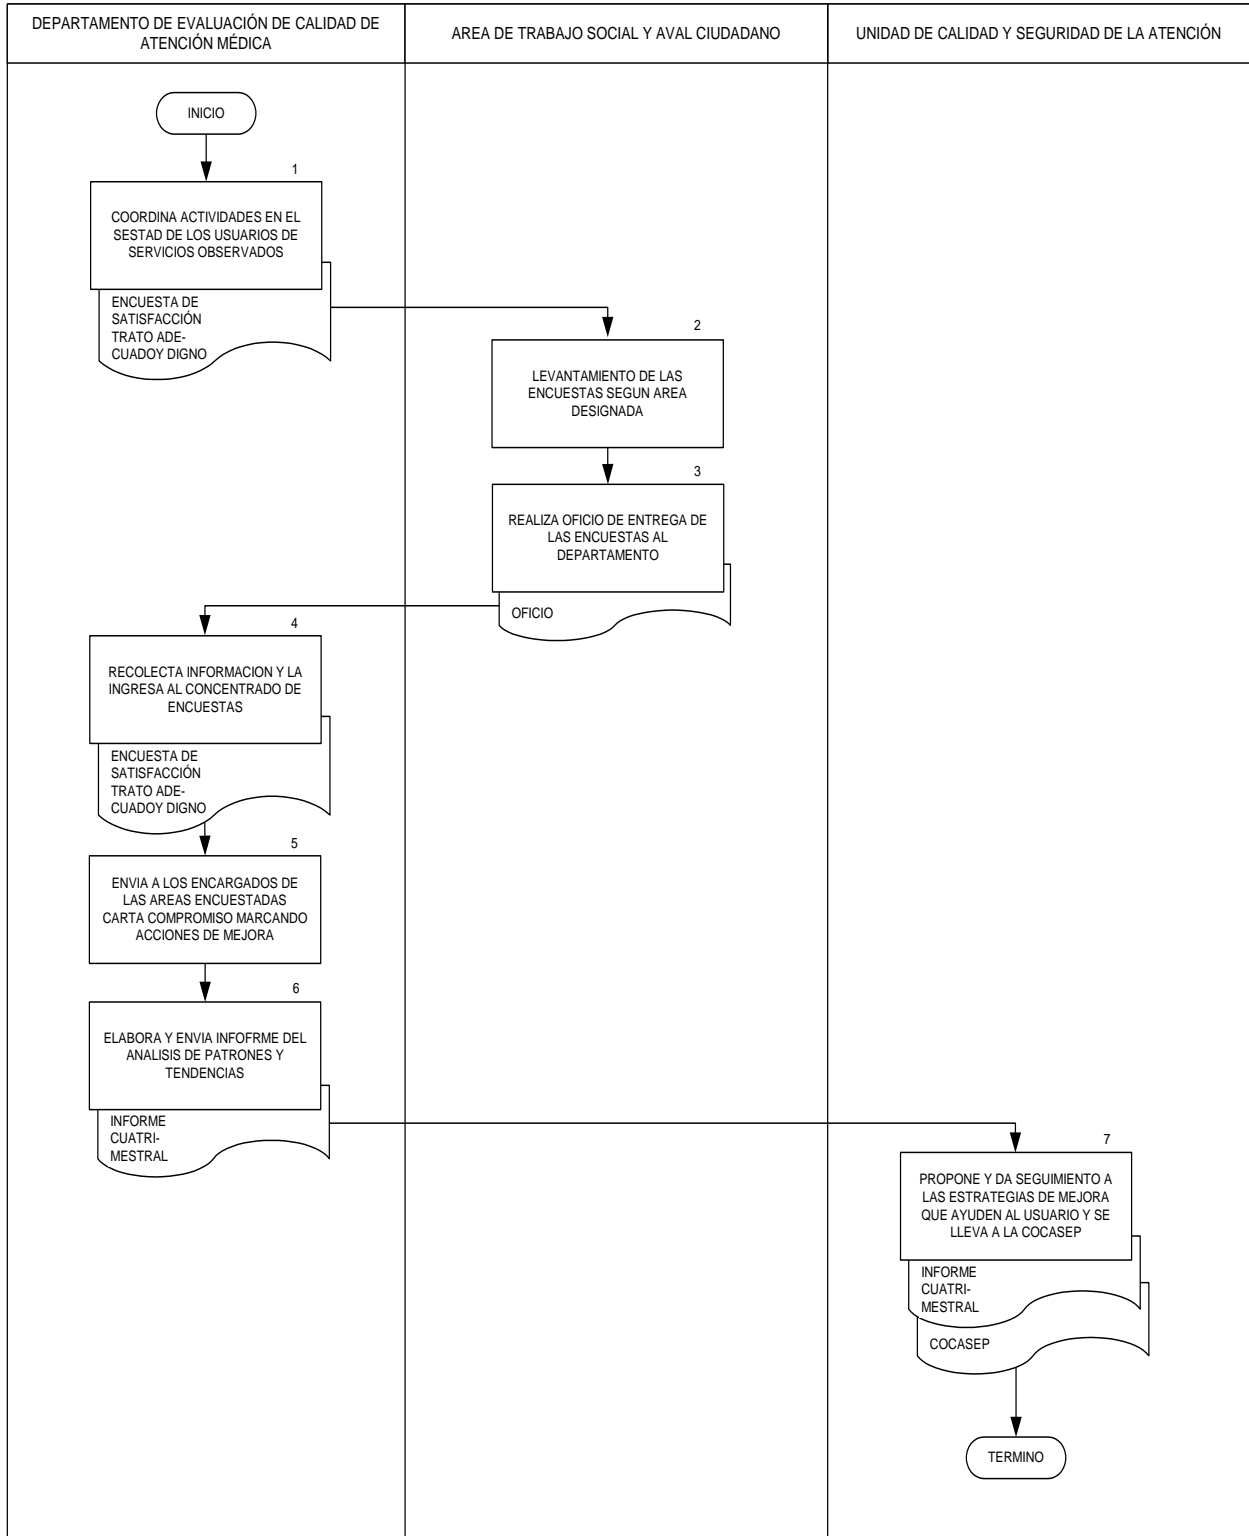 DEPARTAMENTO DE EVALUACIÓN DE CALIDAD DE
ATENCIÓN MÉDICA
AREA DE TRABAJO SOCIAL Y AVAL CIUDADANO
UNIDAD DE CALIDAD Y SEGURIDAD DE LA ATENCIÓN
INICIO
1
COORDINA ACTIVIDADES EN EL
SESTAD DE LOS USUARIOS DE
SERVICIOS OBSERVADOS
ENCUESTA DE
SATISFACCIÓN
TRATO ADE-
CUADOY DIGNO
2
LEVANTAMIENTO DE LAS
ENCUESTAS SEGUN AREA
DESIGNADA
3
REALIZA OFICIO DE ENTREGA DE
LAS ENCUESTAS AL
DEPARTAMENTO
OFICIO
4
RECOLECTA INFORMACION Y LA
INGRESA AL CONCENTRADO DE
ENCUESTAS
ENCUESTA DE
SATISFACCIÓN
TRATO ADE-
CUADOY DIGNO
5
ENVIA A LOS ENCARGADOS DE
LAS AREAS ENCUESTADAS
CARTA COMPROMISO MARCANDO
ACCIONES DE MEJORA
6
ELABORA Y ENVIA INFOFRME DEL
ANALISIS DE PATRONES Y
TENDENCIAS
INFORME
CUATRI-
MESTRAL
7
PROPONE Y DA SEGUIMIENTO A
LAS ESTRATEGIAS DE MEJORA
QUE AYUDEN AL USUARIO Y SE
LLEVA A LA COCASEP
INFORME
CUATRI-
MESTRAL
COCASEP
TERMINO